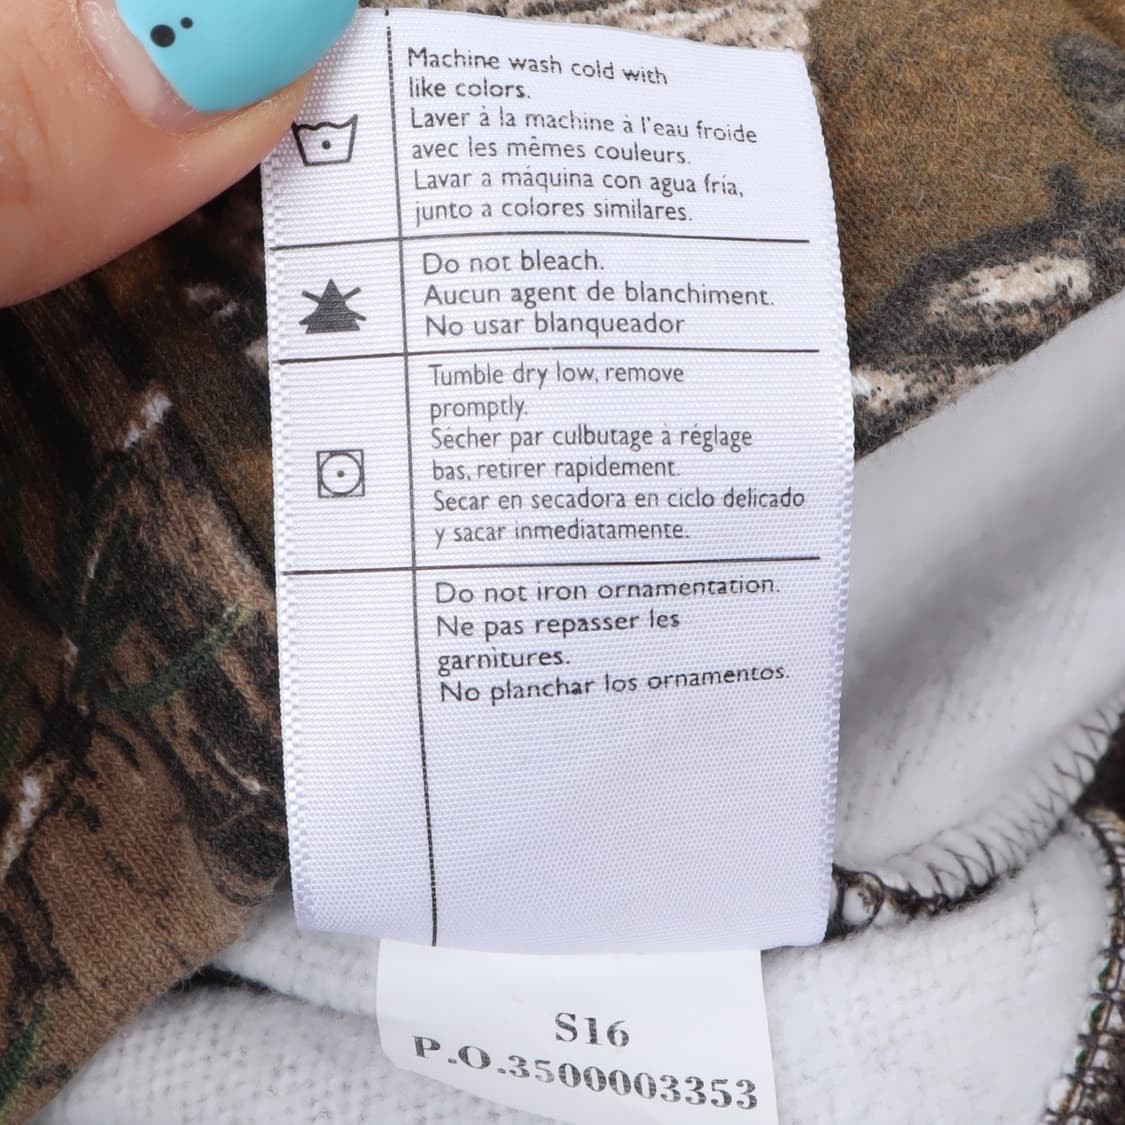 Machine wash cold with
like colors.
Laver à la machine à l'eau froide
avec les mêmes couleurs.
Lavar a máquina con agua fría,
junto a colores similares.
Do not bleach.
Aucun agent de blanchiment.
No usar blanqueador
Tumble dry low, remove
promptly.
Sécher par culbutage à réglage
bas, retirer rapidement.
Secar en secadora en ciclo delicado
y sacar inmediatamente.
Do not iron ornamentation.
Ne pas repasser les
garnitures.
No planchar los ornamentos.
S16
P.O.3500003353